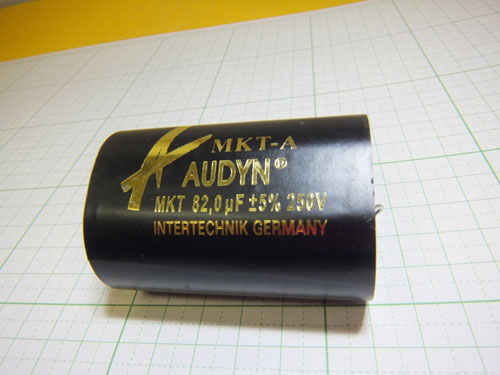 MKT-A
AUDYN®
MKT 82,0 µF ±5% 250V
INTERTECHNIK GERMANY